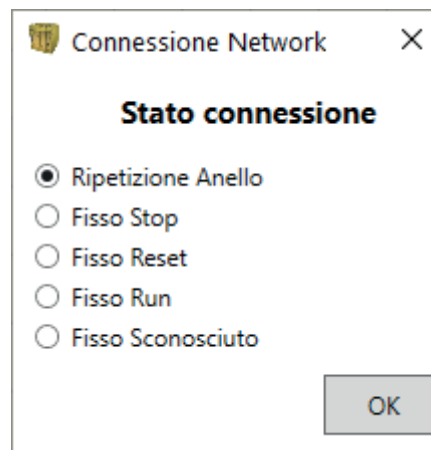 Connessione Network
Stato connessione
Ripetizione Anello
Fisso Stop
Fisso Reset
Fisso Run
Fisso Sconosciuto
OK